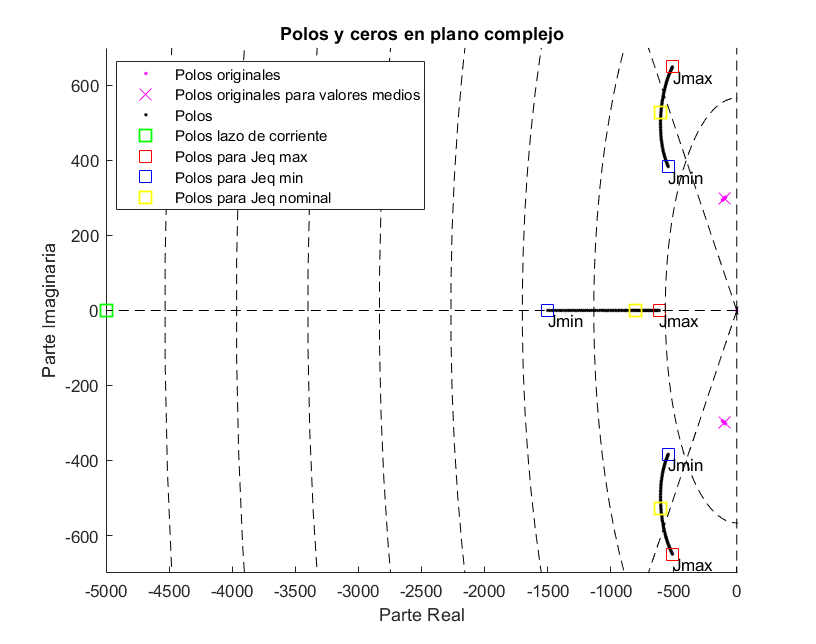 Polos y ceros en plano complejo
Polos originales
Polos originales para valores medios
Polos
Polos lazo de corriente
Polos para Jeq max
Polos para Jeq min
Polos para Jeq nominal
Parte Imaginaria
600
400
200
0
-200
-400
-600
Jmax
Jmin
Jmin
Jmax
Jmin
Jmax
-5000 -4500 -4000 -3500 -3000 -2500 -2000 -1500 -1000 -500 0
Parte Real